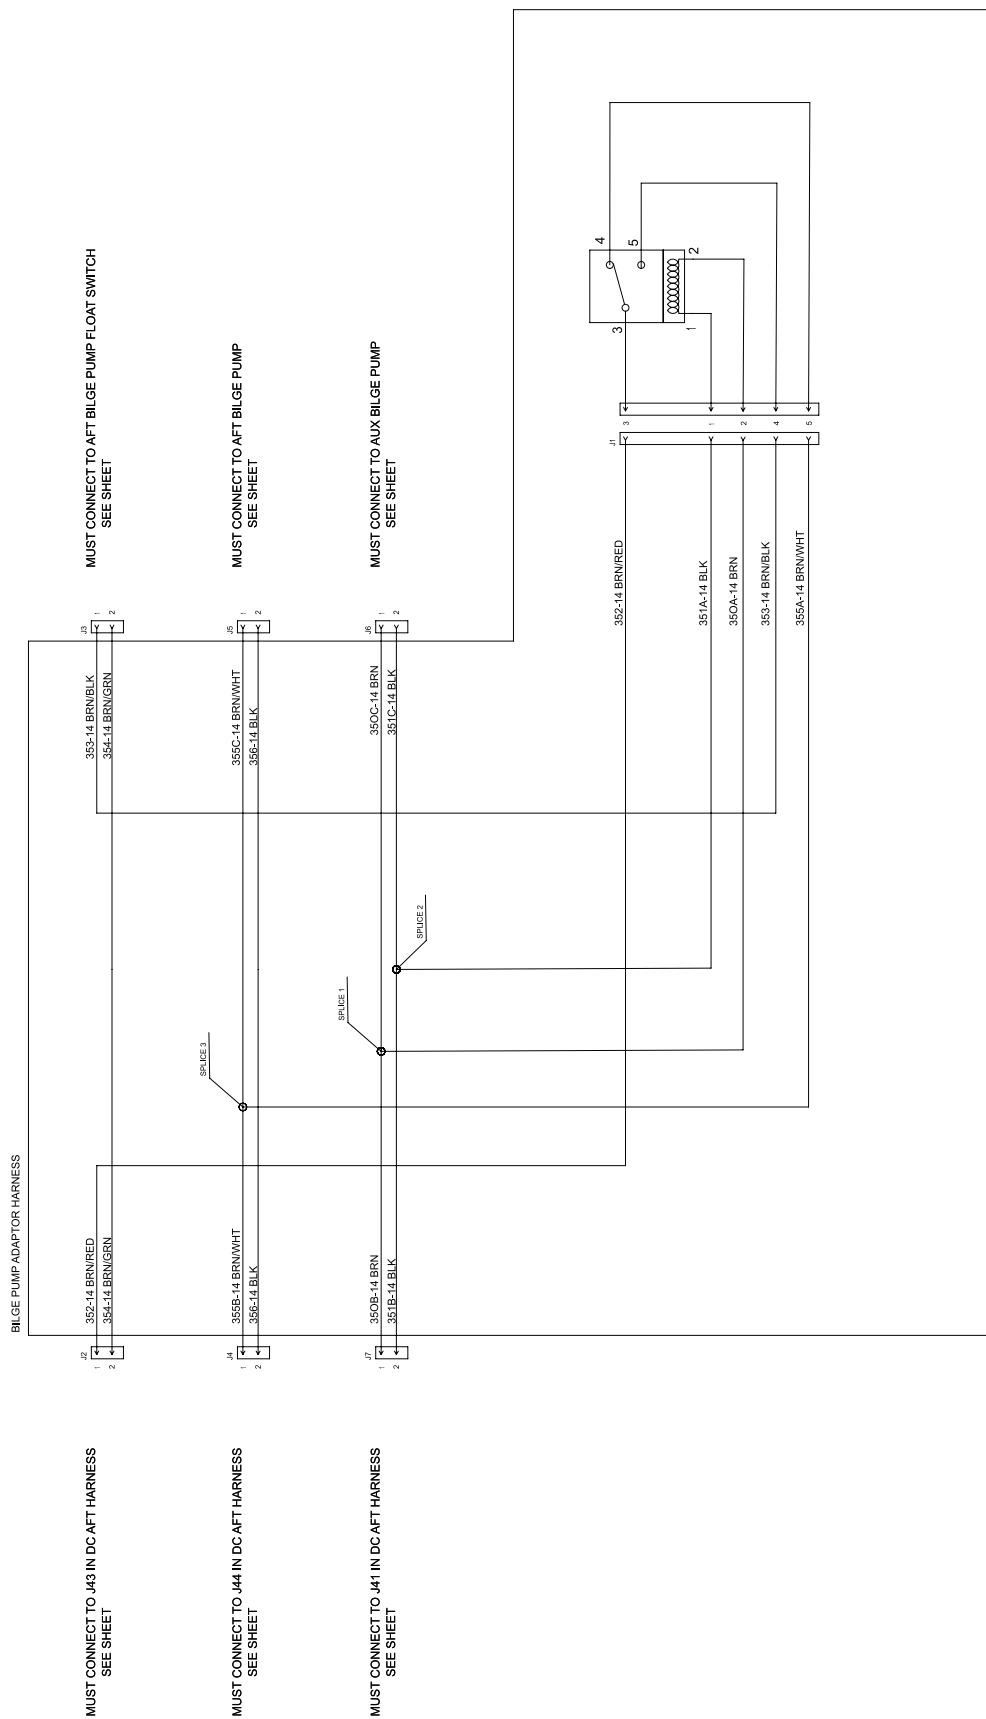 BILGE PUMP ADAPTOR HARNESS
MUST CONNECT TO J43 IN DC AFT HARNESS
SEE SHEET
J2
1
2
352-14 BRN/RED
354-14 BRN/GRN
353-14 BRN/BLK
354-14 BRN/GRN
J3
1
2
MUST CONNECT TO AFT BILGE PUMP FLOAT SWITCH
SEE SHEET
MUST CONNECT TO J44 IN DC AFT HARNESS
SEE SHEET
J4
1
2
355B-14 BRN/WHT
356-14 BLK
SPLICE 3
355C-14 BRN/WHT
356-14 BLK
J5
1
2
MUST CONNECT TO AFT BILGE PUMP
SEE SHEET
MUST CONNECT TO J41 IN DC AFT HARNESS
SEE SHEET
J7
1
2
350B-14 BRN
351B-14 BLK
SPLICE 1
SPLICE 2
350C-14 BRN
351C-14 BLK
J6
1
2
MUST CONNECT TO AUX BILGE PUMP
SEE SHEET
352-14 BRN/RED
351A-14 BLK
350A-14 BRN
353-14 BRN/BLK
355A-14 BRN/WHT
J1
3
1
2
4
5
3
4
5
1
2